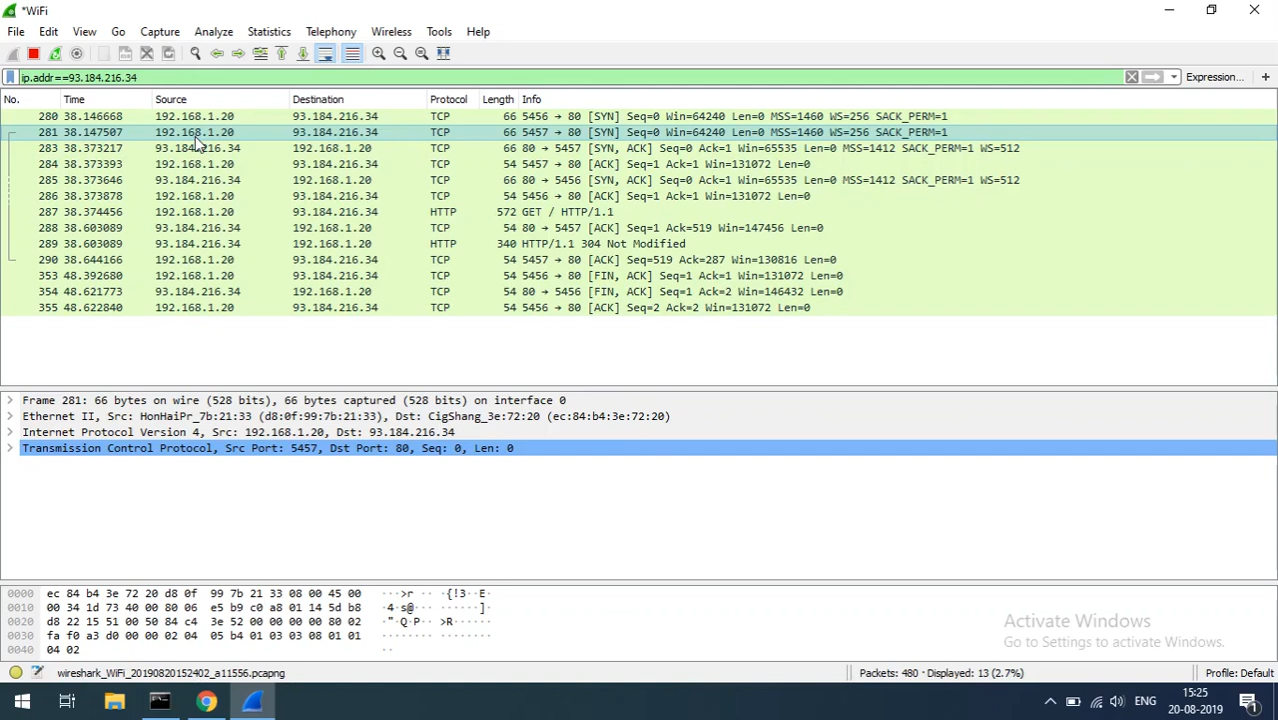 *WiFi
File Edit View Go Capture Analyze Statistics Telephony Wireless Tools Help
ip.addr==93.184.216.34 Expression... +
No. Time Source Destination Protocol Length Info
280 38.146668 192.168.1.20 93.184.216.34 TCP 66 5456 → 80 [SYN] Seq=0 Win=64240 Len=0 MSS=1460 WS=256 SACK_PERM=1
281 38.147507 192.168.1.20 93.184.216.34 TCP 66 5457 → 80 [SYN] Seq=0 Win=64240 Len=0 MSS=1460 WS=256 SACK_PERM=1
283 38.373217 93.184.216.34 192.168.1.20 TCP 66 80 → 5457 [SYN, ACK] Seq=0 Ack=1 Win=65535 Len=0 MSS=1412 SACK_PERM=1 WS=512
284 38.373393 192.168.1.20 93.184.216.34 TCP 54 5457 → 80 [ACK] Seq=1 Ack=1 Win=131072 Len=0
285 38.373646 93.184.216.34 192.168.1.20 TCP 66 80 → 5456 [SYN, ACK] Seq=0 Ack=1 Win=65535 Len=0 MSS=1412 SACK_PERM=1 WS=512
286 38.373878 192.168.1.20 93.184.216.34 TCP 54 5456 → 80 [ACK] Seq=1 Ack=1 Win=131072 Len=0
287 38.374456 192.168.1.20 93.184.216.34 HTTP 572 GET / HTTP/1.1
288 38.603089 93.184.216.34 192.168.1.20 TCP 54 80 → 5457 [ACK] Seq=1 Ack=519 Win=147456 Len=0
289 38.603089 93.184.216.34 192.168.1.20 HTTP 340 HTTP/1.1 304 Not Modified
290 38.644166 192.168.1.20 93.184.216.34 TCP 54 5457 → 80 [ACK] Seq=519 Ack=287 Win=130816 Len=0
353 48.392680 192.168.1.20 93.184.216.34 TCP 54 5456 → 80 [FIN, ACK] Seq=1 Ack=1 Win=131072 Len=0
354 48.621773 93.184.216.34 192.168.1.20 TCP 54 80 → 5456 [FIN, ACK] Seq=1 Ack=2 Win=146432 Len=0
355 48.622840 192.168.1.20 93.184.216.34 TCP 54 5456 → 80 [ACK] Seq=2 Ack=2 Win=131072 Len=0
Frame 281: 66 bytes on wire (528 bits), 66 bytes captured (528 bits) on interface 0
Ethernet II, Src: HonHaiPr_7b:21:33 (d8:0f:99:7b:21:33), Dst: CigShang_3e:72:20 (ec:84:b4:3e:72:20)
Internet Protocol Version 4, Src: 192.168.1.20, Dst: 93.184.216.34
Transmission Control Protocol, Src Port: 5457, Dst Port: 80, Seq: 0, Len: 0
0000 ec 84 b4 3e 72 20 d8 0f 99 7b 21 33 08 00 45 00 ···>r ·· ·{!3··E·
0010 00 34 1d 73 40 00 80 06 e5 b9 c0 a8 01 14 5d b8 ·4·s@··· ······]·
0020 d8 22 15 51 00 50 84 c4 3e 52 00 00 00 00 80 02 ·"·Q·P·· >R······
0030 fa f0 a3 d0 00 00 02 04 05 b4 01 03 03 08 01 01 ········ ········
0040 04 02 ··
Activate Windows
Go to Settings to activate Windows.
wireshark_WiFi_20190820152402_a11556.pcapng Packets: 480 · Displayed: 13 (2.7%) Profile: Default
ENG 15:25
20-08-2019
1